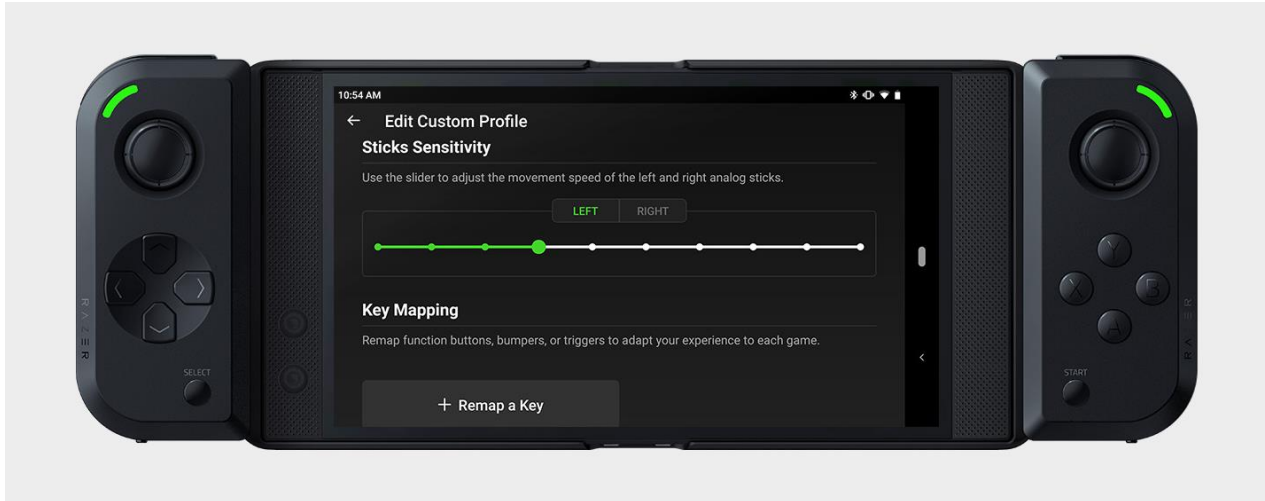 10:54 AM
← Edit Custom Profile
Sticks Sensitivity
Use the slider to adjust the movement speed of the left and right analog sticks.
LEFT RIGHT
Key Mapping
Remap function buttons, bumpers, or triggers to adapt your experience to each game.
+ Remap a Key
RAZER
SELECT
Y
X B
A
START
RAZER